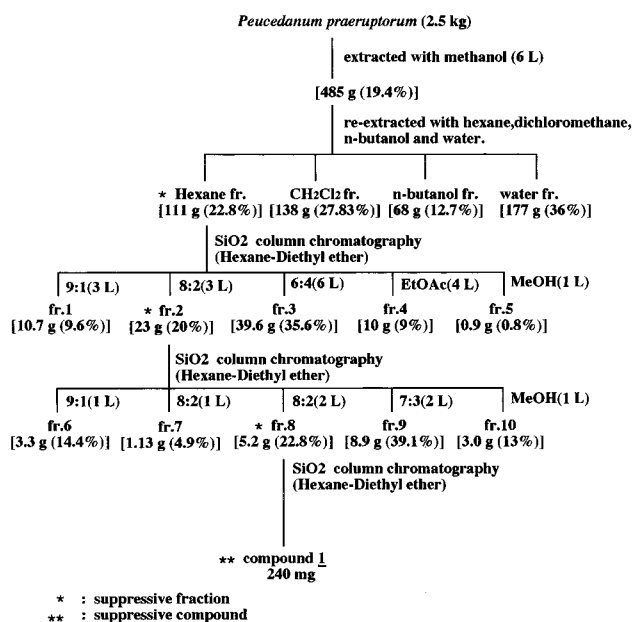 Peucedanum praeruptorum (2.5 kg)
extracted with methanol (6 L)
[485 g (19.4%)]
re-extracted with hexane,dichloromethane,
n-butanol and water.
* Hexane fr. CH2Cl2 fr. n-butanol fr. water fr.
[111 g (22.8%)] [138 g (27.83%)] [68 g (12.7%)] [177 g (36%)]
SiO2 column chromatography
(Hexane-Diethyl ether)
9:1(3 L) 8:2(3 L) 6:4(6 L) EtOAc(4 L) MeOH(1 L)
fr.1 * fr.2 fr.3 fr.4 fr.5
[10.7 g (9.6%)] [23 g (20%)] [39.6 g (35.6%)] [10 g (9%)] [0.9 g (0.8%)]
SiO2 column chromatography
(Hexane-Diethyl ether)
9:1(1 L) 8:2(1 L) 8:2(2 L) 7:3(2 L) MeOH(1 L)
fr.6 fr.7 * fr.8 fr.9 fr.10
[3.3 g (14.4%)] [1.13 g (4.9%)] [5.2 g (22.8%)] [8.9 g (39.1%)] [3.0 g (13%)]
SiO2 column chromatography
(Hexane-Diethyl ether)
** compound 1
240 mg
* : suppressive fraction
** : suppressive compound